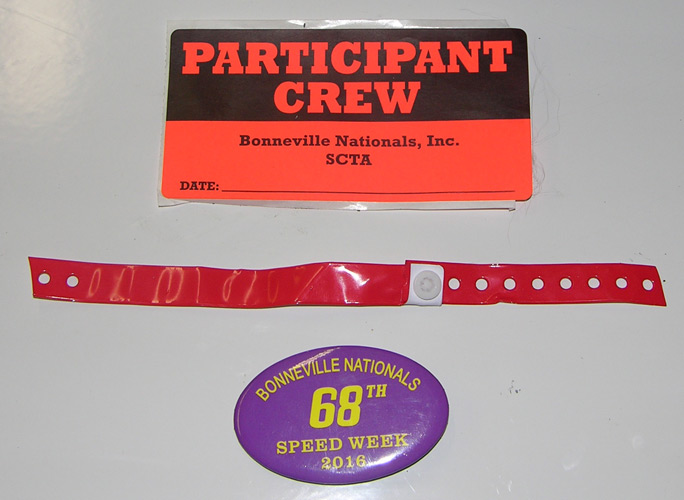 PARTICIPANT
CREW
Bonneville Nationals, Inc.
SCTA
DATE:
BONNEVILLE NATIONALS
68TH
SPEED WEEK
2016